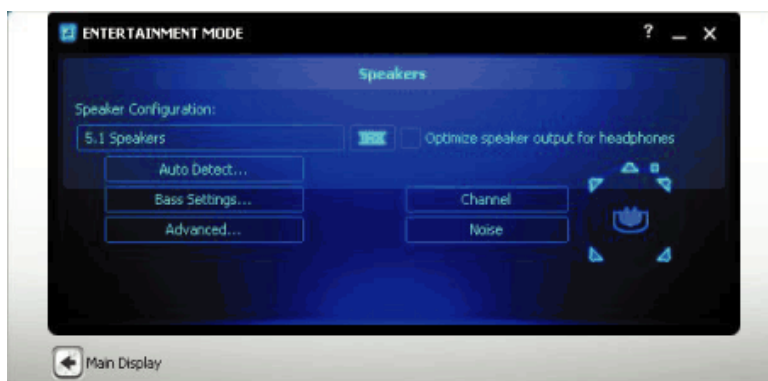 ENTERTAINMENT MODE ? _ X
Speakers
Speaker Configuration:
5.1 Speakers
THX
Optimize speaker output for headphones
Auto Detect...
Bass Settings...
Channel
Advanced...
Noise
Main Display